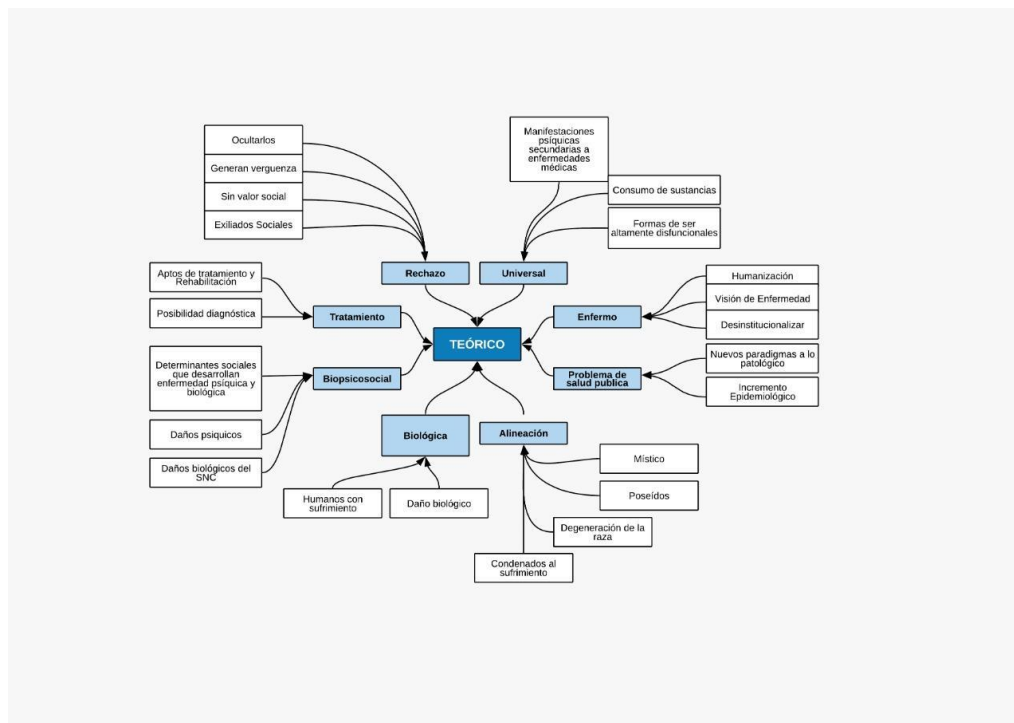 Ocultarlos
Generan verguenza
Sin valor social
Exiliados Sociales
Manifestaciones
psíquicas
secundarias a
enfermedades
médicas
Consumo de sustancias
Formas de ser
altamente disfuncionales
Rechazo
Universal
Aptos de tratamiento y
Rehabilitación
Posibilidad diagnóstica
Tratamiento
Enfermo
Humanización
Visión de Enfermedad
Desinstitucionalizar
TEÓRICO
Determinantes sociales
que desarrollan
enfermedad psíquica y
biológica
Daños psiquicos
Daños biológicos del
SNC
Biopsicosocial
Problema de
salud publica
Nuevos paradigmas a lo
patológico
Incremento
Epidemiológico
Biológica
Alineación
Humanos con
sufrimiento
Daño biológico
Místico
Poseídos
Degeneración de la
raza
Condenados al
sufrimiento